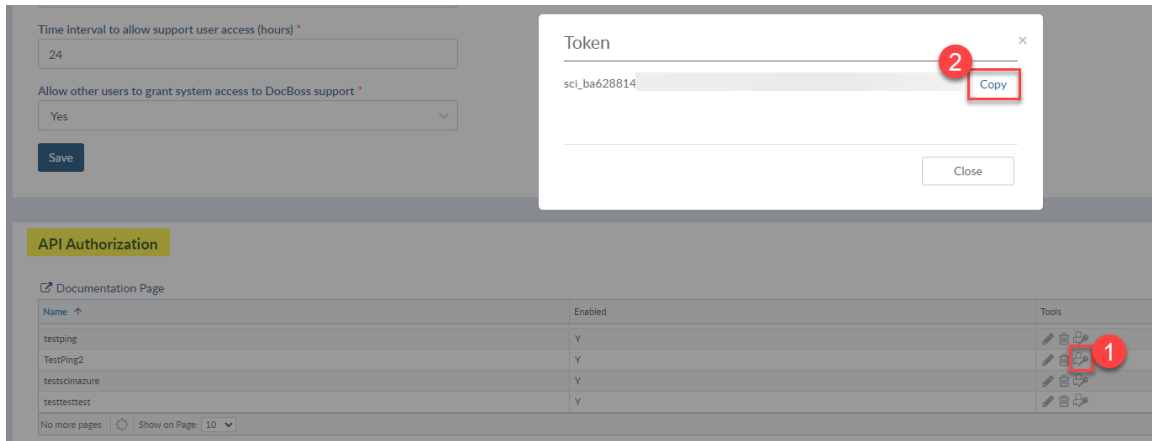 Time interval to allow support user access (hours) *
24
Allow other users to grant system access to DocBoss support *
Yes
Save
Token
×
2
sci_ba628814
Copy
Close
API Authorization
Documentation Page
Name ↑ Enabled Tools
testping Y
TestPing2 Y
1
testscimazure Y
testtesttest Y
No more pages Show on Page: 10